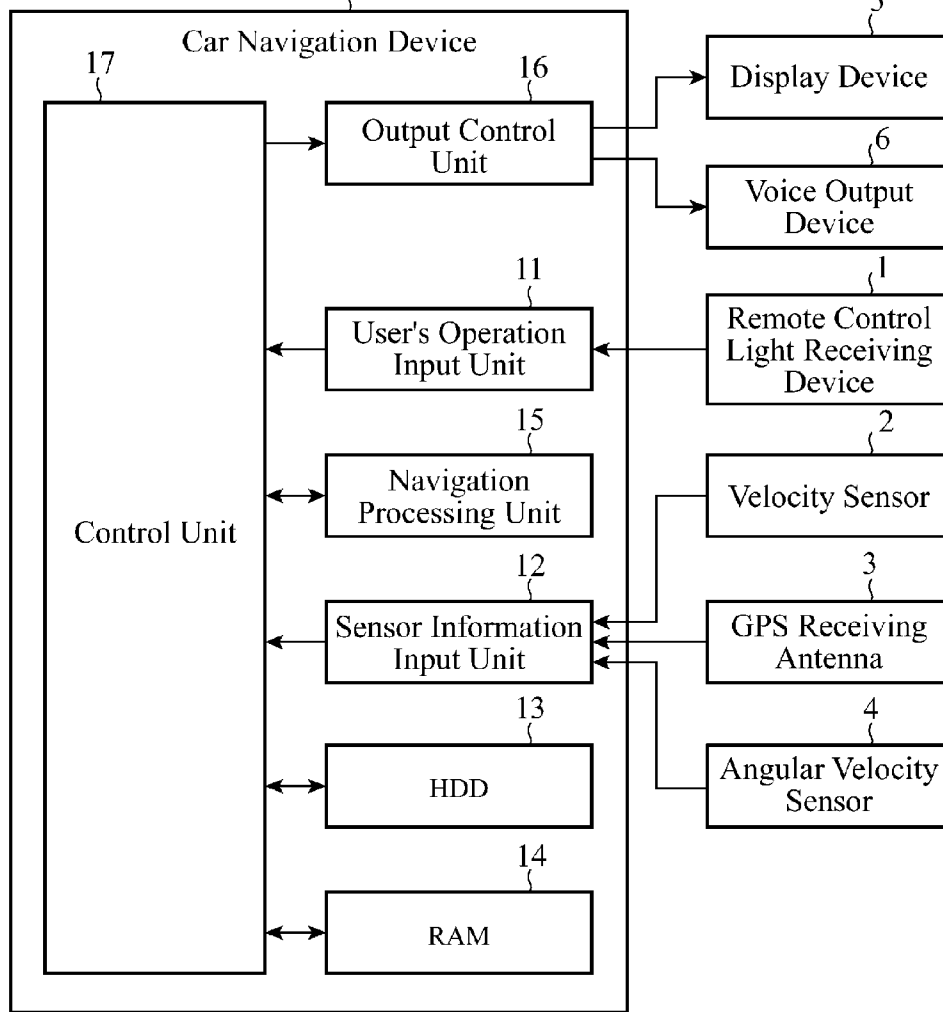 5
Car Navigation Device
17
16
Display Device
Output Control
Unit
6
Voice Output
Device
11
1
User's Operation
Input Unit
Remote Control
Light Receiving
Device
15
2
Navigation
Processing Unit
Velocity Sensor
Control Unit
12
3
Sensor Information
Input Unit
GPS Receiving
Antenna
13
4
HDD
Angular Velocity
Sensor
14
RAM